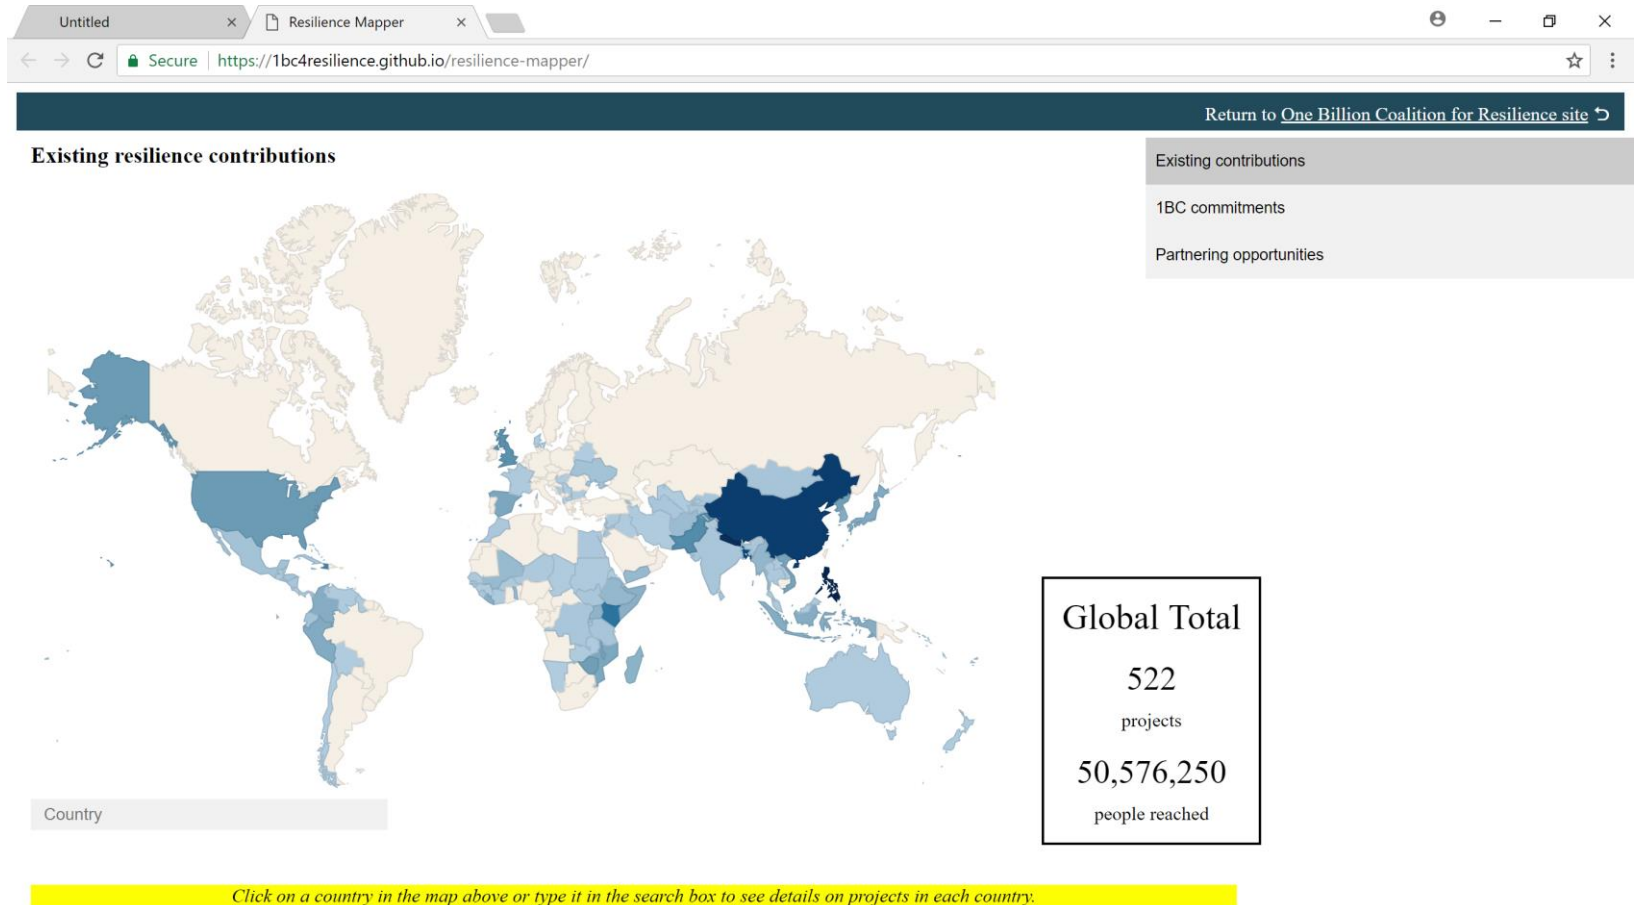 Untitled
Resilience Mapper
Secure
https://1bc4resilience.github.io/resilience-mapper/
Return to One Billion Coalition for Resilience site
Existing resilience contributions
Existing contributions
1BC commitments
Partnering opportunities
Global Total
522
projects
50,576,250
people reached
Country
Click on a country in the map above or type it in the search box to see details on projects in each country.